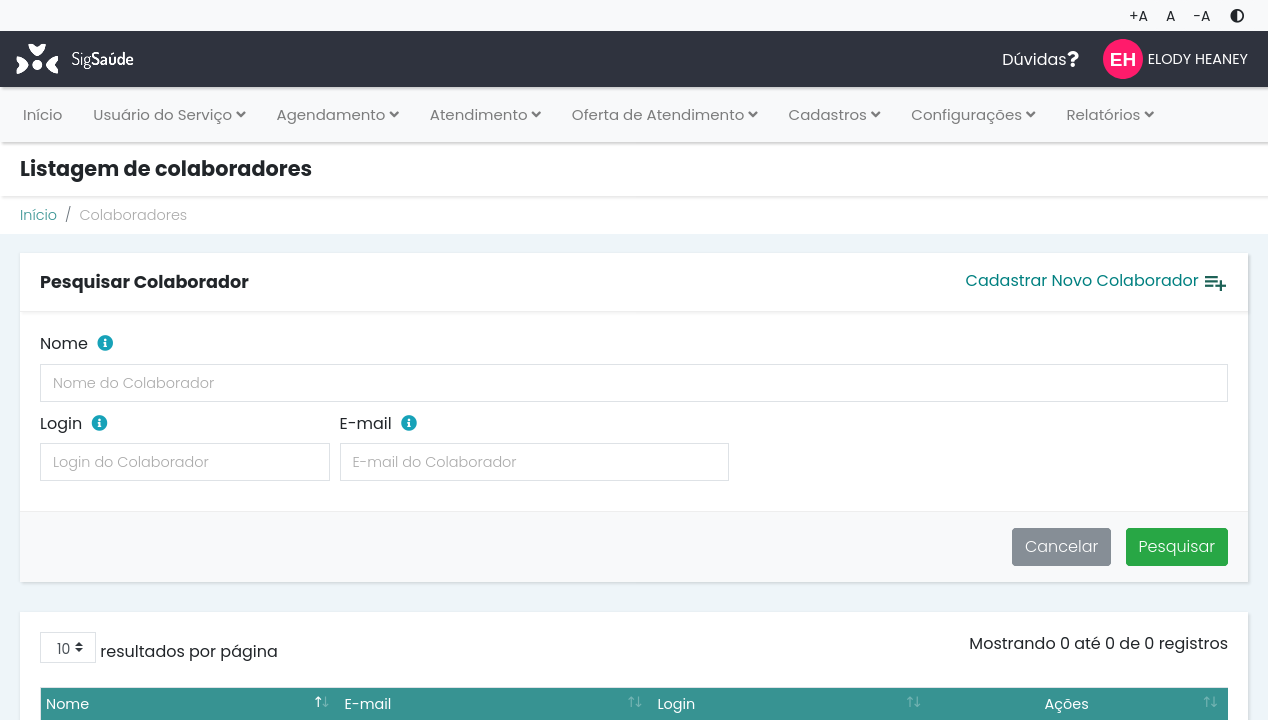 +A A -A
SigSaúde
Dúvidas?
EH ELODY HEANEY
Início Usuário do Serviço Agendamento Atendimento Oferta de Atendimento Cadastros Configurações Relatórios
Listagem de colaboradores
Início / Colaboradores
Pesquisar Colaborador
Cadastrar Novo Colaborador
Nome
Nome do Colaborador
Login E-mail
Login do Colaborador E-mail do Colaborador
Cancelar Pesquisar
10 resultados por página
Mostrando 0 até 0 de 0 registros
Nome E-mail Login Ações